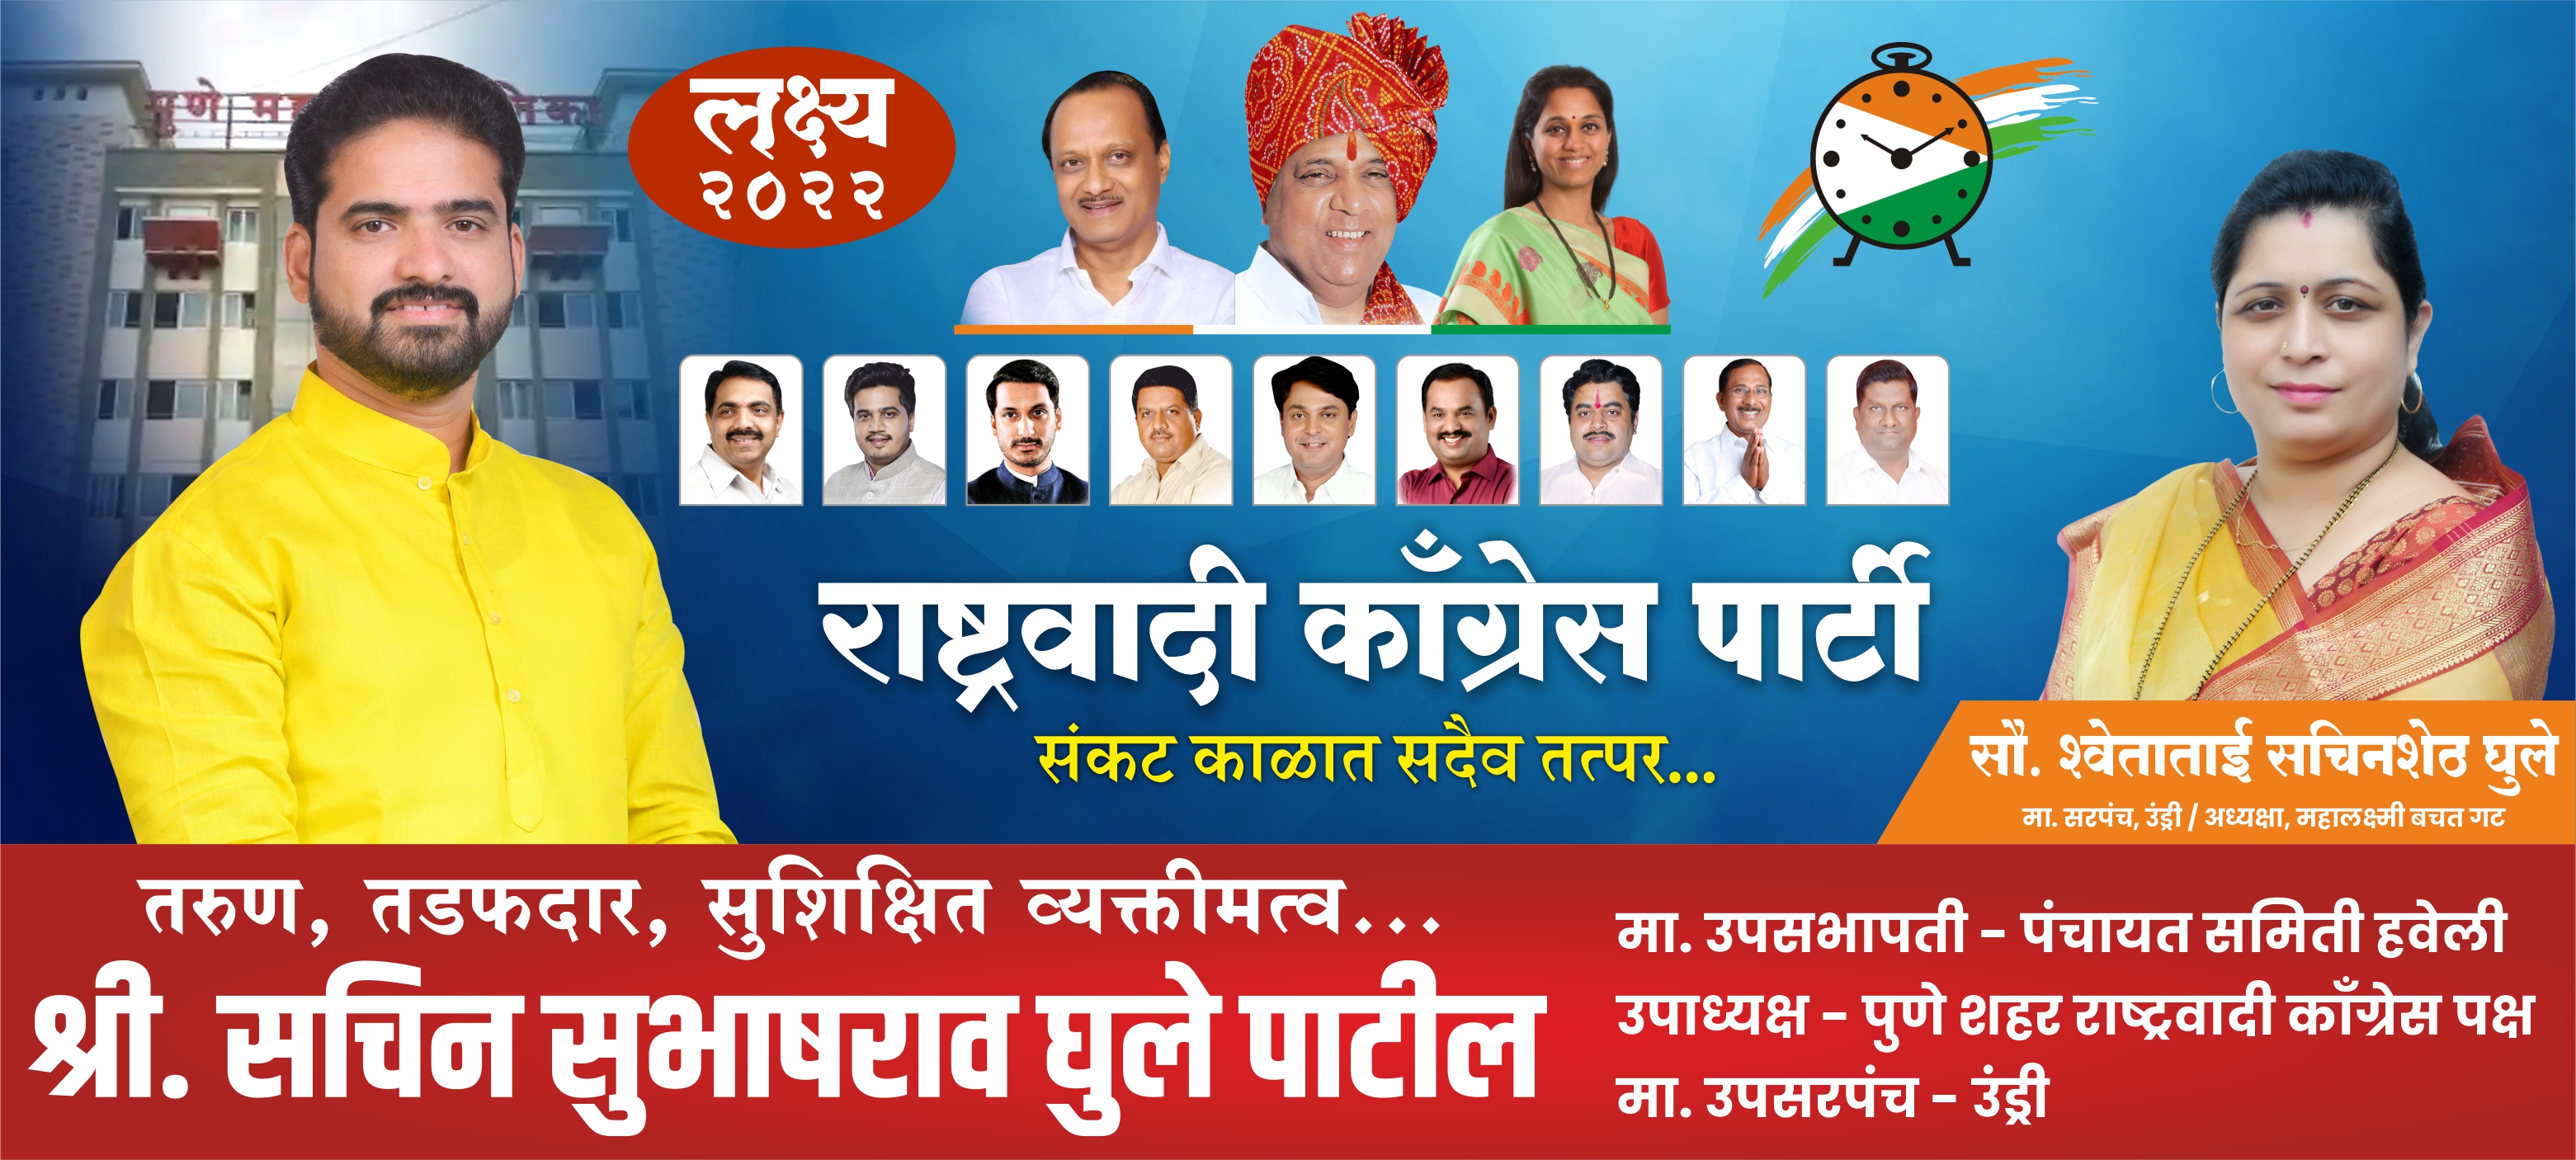 लक्ष्य
२०२२
राष्ट्रवादी काँग्रेस पार्टी
संकट काळात सदैव तत्पर...
सौ. श्वेताताई सचिनशेठ घुले
मा. सरपंच, उंड्री / अध्यक्षा, महालक्ष्मी बचत गट
तरुण, तडफदार, सुशिक्षित व्यक्तीमत्व...
श्री. सचिन सुभाषराव घुले पाटील
मा. उपसभापती - पंचायत समिती हवेली
उपाध्यक्ष - पुणे शहर राष्ट्रवादी काँग्रेस पक्ष
मा. उपसरपंच - उंड्री